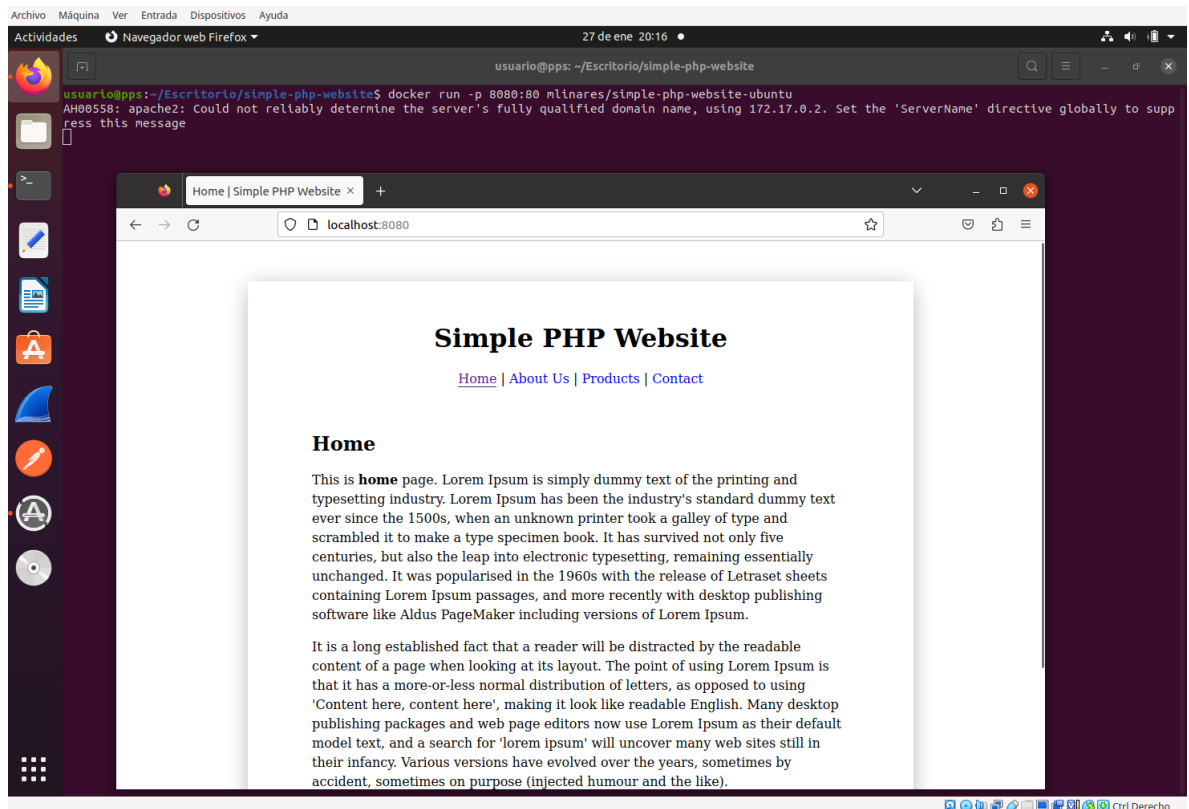 Archivo Máquina Ver Entrada Dispositivos Ayuda
Actividades Navegador web Firefox 27 de ene 20:16
usuario@pps: ~/Escritorio/simple-php-website
usuario@pps:~/Escritorio/simple-php-website$ docker run -p 8080:80 mlinares/simple-php-website-ubuntu
AH00558: apache2: Could not reliably determine the server's fully qualified domain name, using 172.17.0.2. Set the 'ServerName' directive globally to supp
ress this message
Home | Simple PHP Website
localhost:8080
Simple PHP Website
Home | About Us | Products | Contact
Home
This is home page. Lorem Ipsum is simply dummy text of the printing and
typesetting industry. Lorem Ipsum has been the industry's standard dummy text
ever since the 1500s, when an unknown printer took a galley of type and
scrambled it to make a type specimen book. It has survived not only five
centuries, but also the leap into electronic typesetting, remaining essentially
unchanged. It was popularised in the 1960s with the release of Letraset sheets
containing Lorem Ipsum passages, and more recently with desktop publishing
software like Aldus PageMaker including versions of Lorem Ipsum.
It is a long established fact that a reader will be distracted by the readable
content of a page when looking at its layout. The point of using Lorem Ipsum is
that it has a more-or-less normal distribution of letters, as opposed to using
'Content here, content here', making it look like readable English. Many desktop
publishing packages and web page editors now use Lorem Ipsum as their default
model text, and a search for 'lorem ipsum' will uncover many web sites still in
their infancy. Various versions have evolved over the years, sometimes by
accident, sometimes on purpose (injected humour and the like).
Ctrl Derecho